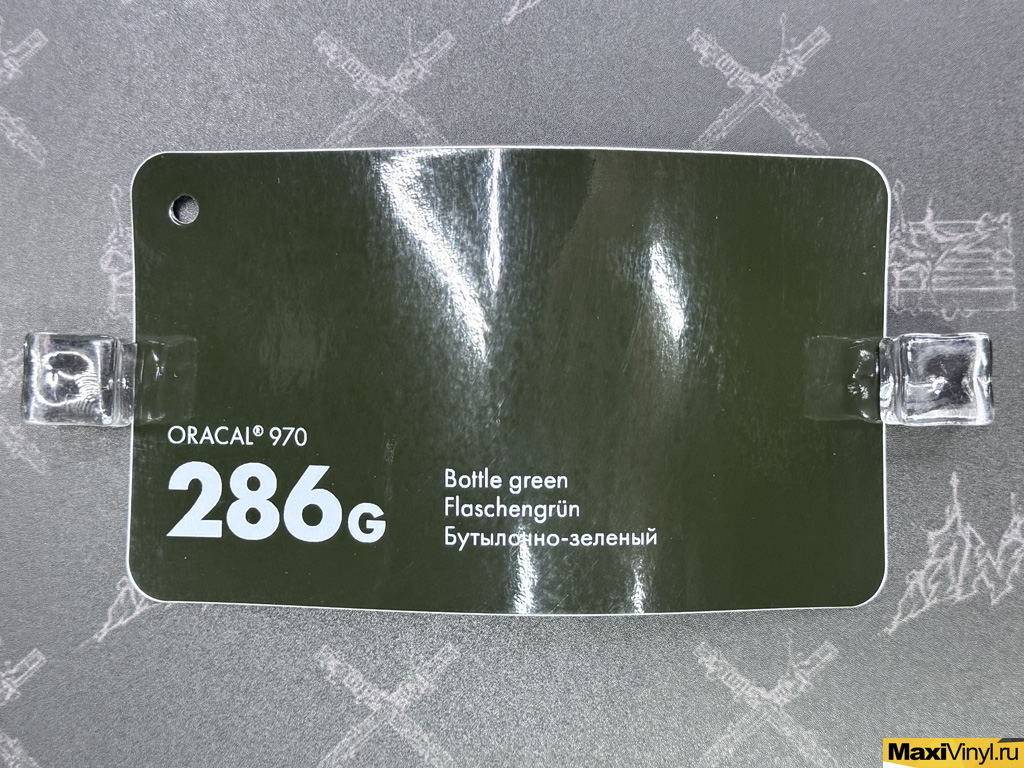 ORACAL® 970
286G
Bottle green
Flaschengrün
Бутылочно-зеленый
MaxiVinyl.ru